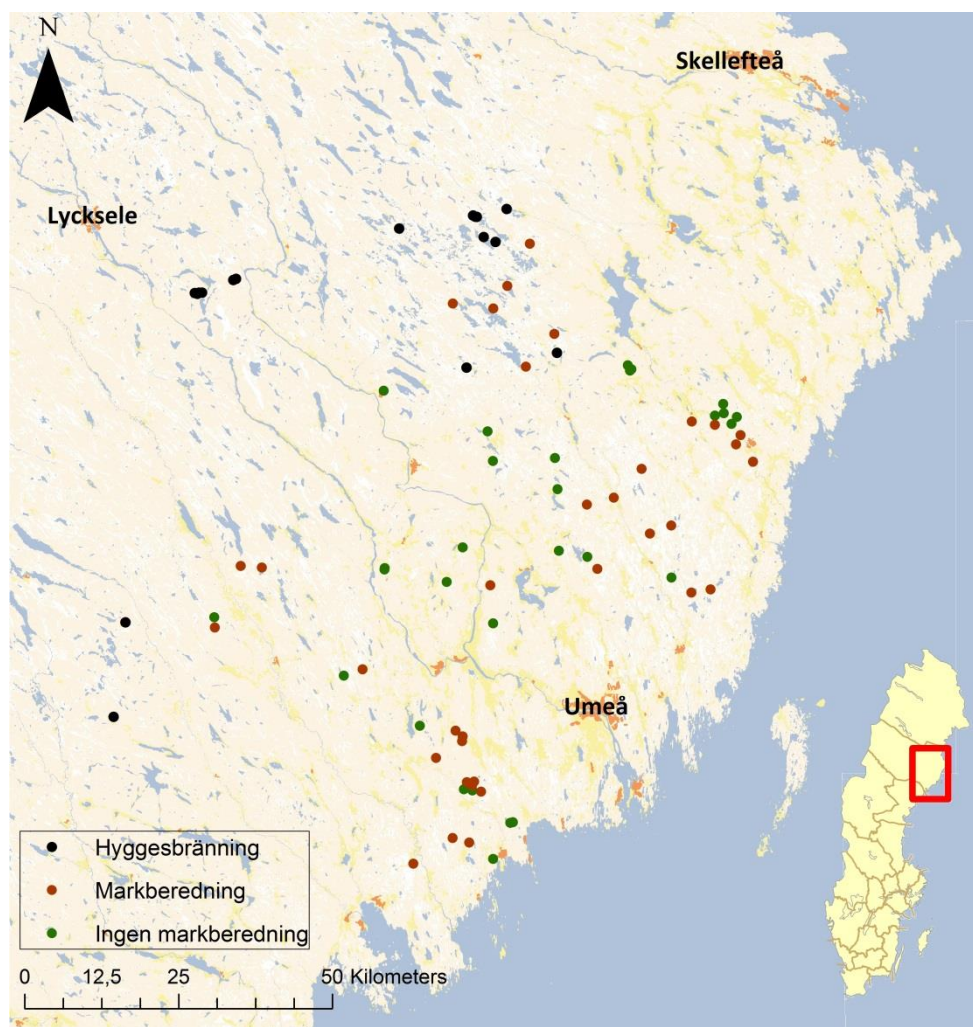 N
Skellefteå
Lycksele
Umeå
Hyggesbränning
Markberedning
Ingen markberedning
0 12,5 25 50 Kilometers